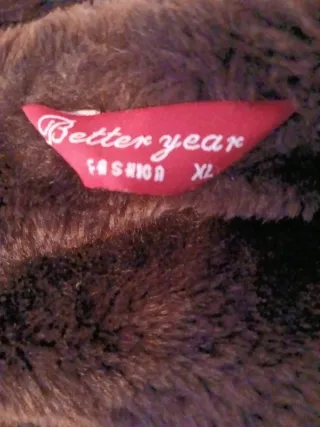 Better year
FASHION XL